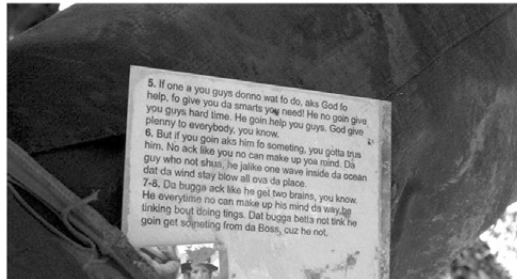 5. If one a you guys donno wat fo do, aks God fo
help, fo give you da smarts you need! He no goin give
you guys hard time. He goin help you guys. God give
plenny to everybody, you know.
6. But if you goin aks him fo someting, you gotta trus
him. No ack like you no can make up yoa mind. Da
guy who not shua, he jalike one wave inside da ocean
dat da wind stay blow all ova da place.
7-8. Da bugga ack like he get two brains, you know.
He everytime no can make up his mind da way he
tinking bout doing tings. Dat bugga betta not tink he
goin get someting from da Boss, cuz he not.